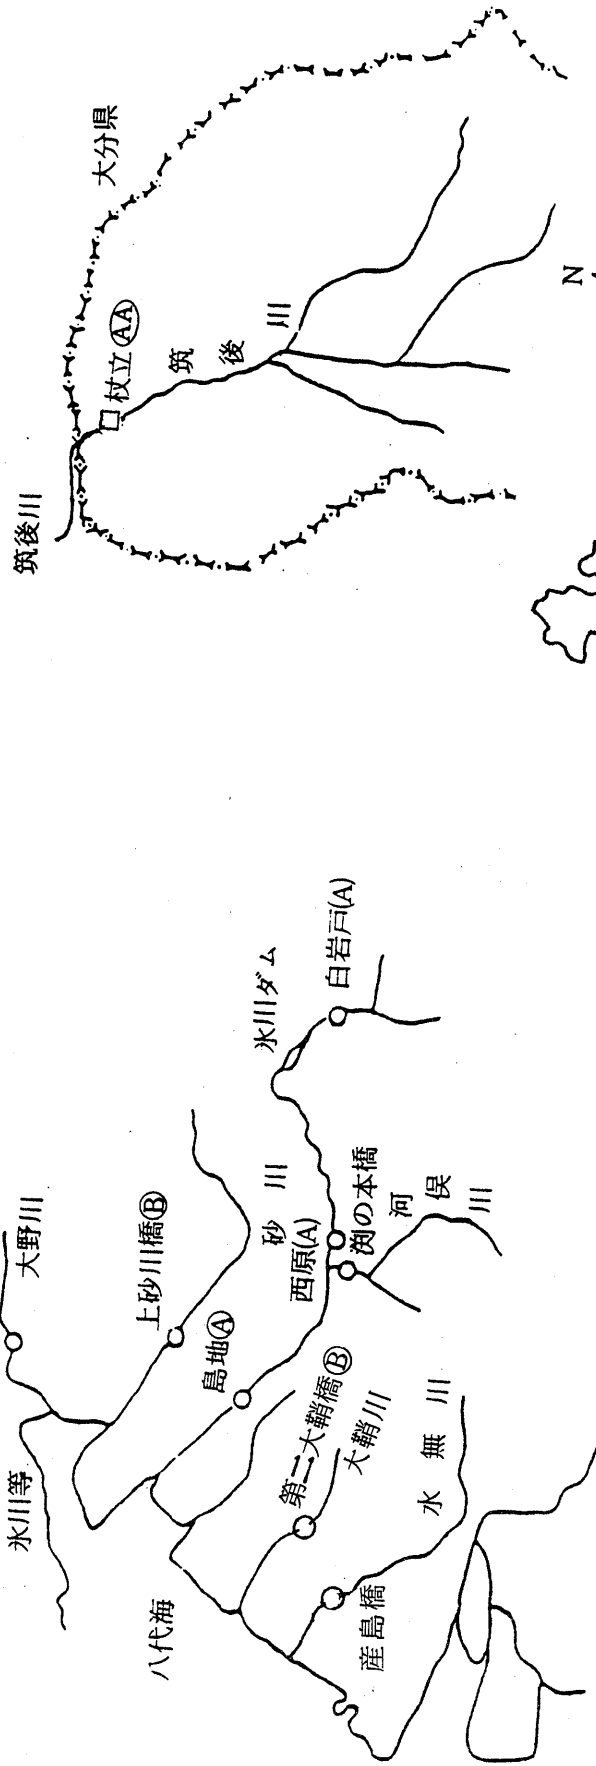 氷川等
大野川
八代海
上砂川橋Ⓑ
島地Ⓐ
砂川
西原(A)
氷川ダム
白岩戸(A)
渕の本橋
河俣川
第二大鞘橋Ⓑ
大鞘川
水無川
産島橋
筑後川
杖立ⒶⒶ
大分県
筑後川
N